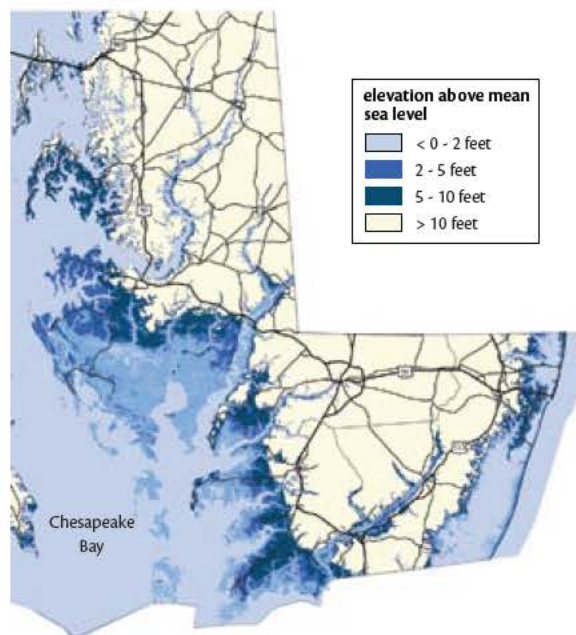 elevation above mean
sea level
< 0 - 2 feet
2 - 5 feet
5 - 10 feet
> 10 feet
Chesapeake
Bay